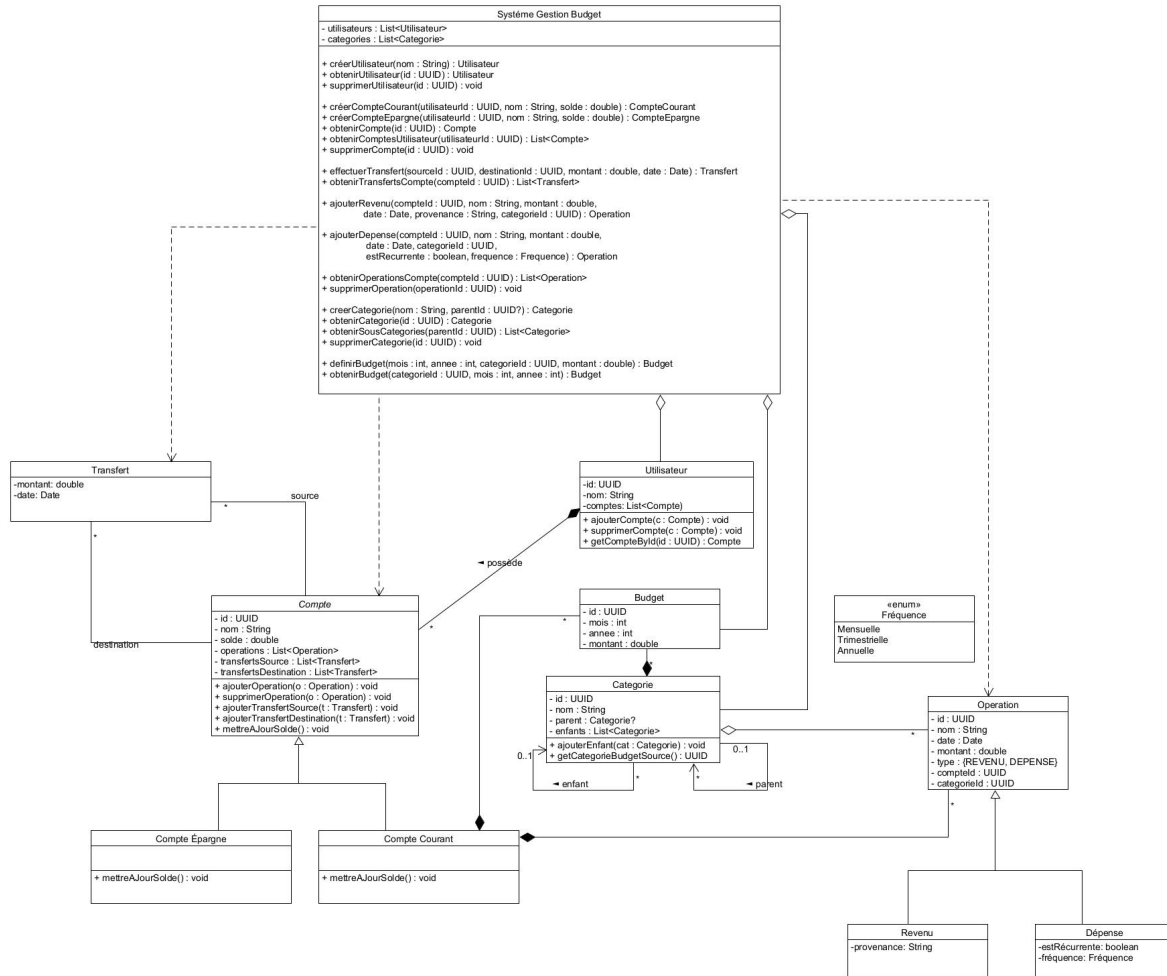 Systéme Gestion Budget
- utilisateurs : List<Utilisateur>
- categories : List<Categorie>
+ créerUtilisateur(nom : String) : Utilisateur
+ obtenirUtilisateur(id : UUID) : Utilisateur
+ supprimerUtilisateur(id : UUID) : void
+ créerCompteCourant(utilisateurId : UUID, nom : String, solde : double) : CompteCourant
+ créerCompteEpargne(utilisateurId : UUID, nom : String, solde : double) : CompteEpargne
+ obtenirCompte(id : UUID) : Compte
+ obtenirComptesUtilisateur(utilisateurId : UUID) : List<Compte>
+ supprimerCompte(id : UUID) : void
+ effectuerTransfert(sourceId : UUID, destinationId : UUID, montant : double, date : Date) : Transfert
+ obtenirTransfertsCompte(compteId : UUID) : List<Transfert>
+ ajouterRevenu(compteId : UUID, nom : String, montant : double,
date : Date, provenance : String, categorieId : UUID) : Operation
+ ajouterDepense(compteId : UUID, nom : String, montant : double,
date : Date, categorieId : UUID,
estRecurrente : boolean, frequence : Frequence) : Operation
+ obtenirOperationsCompte(compteId : UUID) : List<Operation>
+ supprimerOperation(operationId : UUID) : void
+ creerCategorie(nom : String, parentId : UUID?) : Categorie
+ obtenirCategorie(id : UUID) : Categorie
+ obtenirSousCategories(parentId : UUID) : List<Categorie>
+ supprimerCategorie(id : UUID) : void
+ definirBudget(mois : int, annee : int, categorieId : UUID, montant : double) : Budget
+ obtenirBudget(categorieId : UUID, mois : int, annee : int) : Budget
Transfert
-montant: double
-date: Date
*
source
*
destination
Utilisateur
-id: UUID
-nom: String
-comptes: List<Compte)
+ ajouterCompte(c : Compte) : void
+ supprimerCompte(c : Compte) : void
+ getCompteById(id : UUID) : Compte
◄ possède
*
Compte
- id : UUID
- nom : String
- solde : double
- operations : List<Operation>
- transfertsSource : List<Transfert>
- transfertsDestination : List<Transfert>
+ ajouterOperation(o : Operation) : void
+ supprimerOperation(o : Operation) : void
+ ajouterTransfertSource(t : Transfert) : void
+ ajouterTransfertDestination(t : Transfert) : void
+ mettreAJourSolde() : void
Budget
- id : UUID
- mois : int
- annee : int
- montant : double
*
*
«enum»
Fréquence
Mensuelle
Trimestrielle
Annuelle
Categorie
- id : UUID
- nom : String
- parent : Categorie?
- enfants : List<Categorie>
+ ajouterEnfant(cat : Categorie) : void
+ getCategorieBudgetSource() : UUID
0..1
*
◄ enfant
0..1
*
◄ parent
*
Operation
- id : UUID
- nom : String
- date : Date
- montant : double
- type : {REVENU, DEPENSE}
- compteId : UUID
- categorieId : UUID
*
Compte Épargne
+ mettreAJourSolde() : void
Compte Courant
+ mettreAJourSolde() : void
Revenu
-provenance: String
Dépense
-estRécurrente: boolean
-fréquence: Fréquence